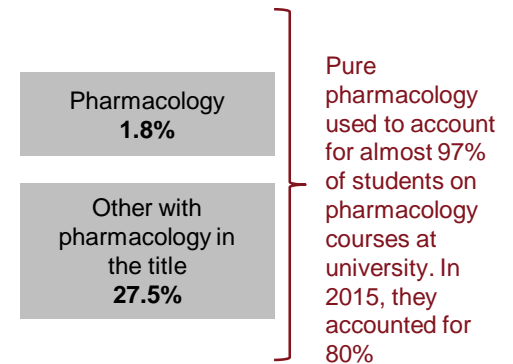 Pharmacology
1.8%
Other with
pharmacology in
the title
27.5%
Pure
pharmacology
used to account
for almost 97%
of students on
pharmacology
courses at
university. In
2015, they
accounted for
80%